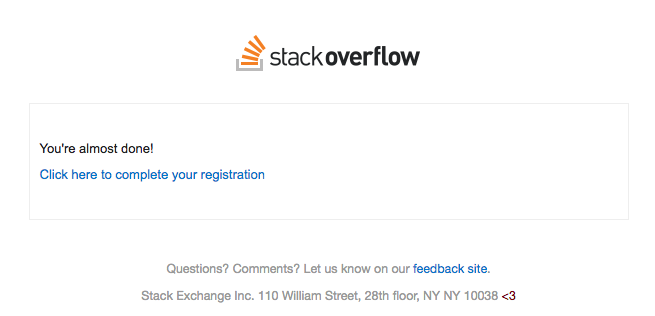 stackoverflow
You're almost done!
Click here to complete your registration
Questions? Comments? Let us know on our feedback site.
Stack Exchange Inc. 110 William Street, 28th floor, NY NY 10038 <3